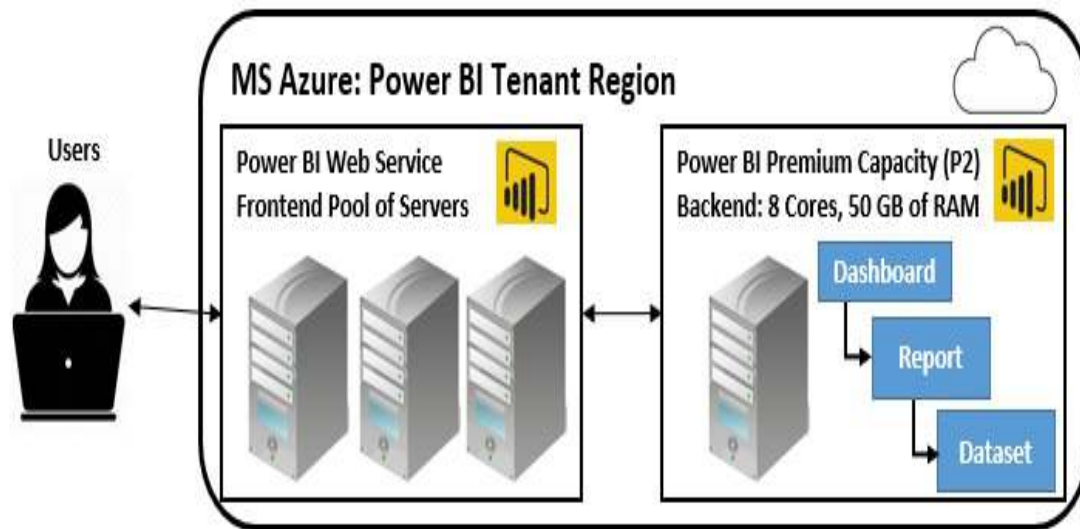 MS Azure: Power BI Tenant Region
Users
Power BI Web Service
Frontend Pool of Servers
Power BI Premium Capacity (P2)
Backend: 8 Cores, 50 GB of RAM
Dashboard
Report
Dataset